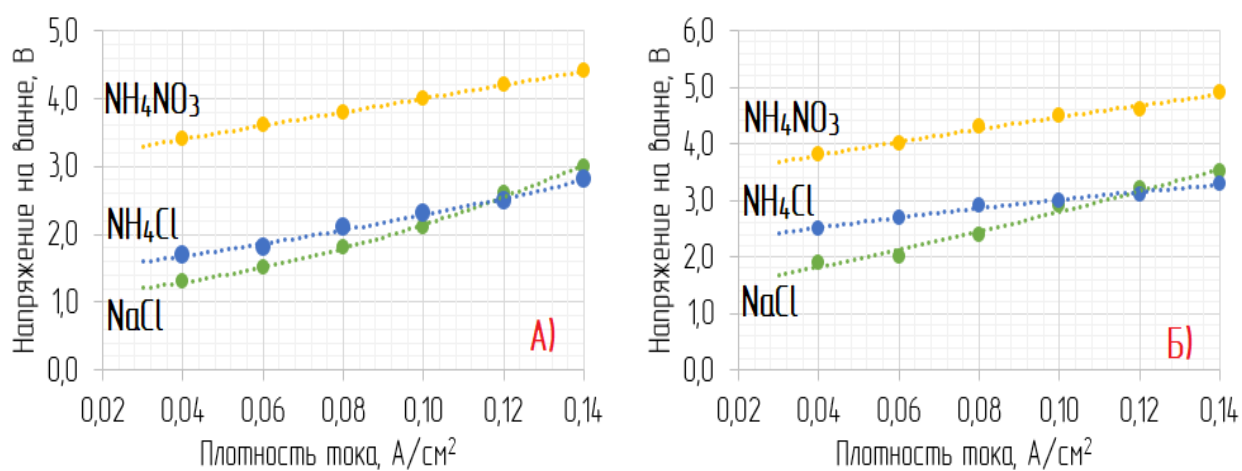 Напряжение на ванне, В
5,0
4,0
3,0
2,0
1,0
0,0
NH₄NO₃
NH₄Cl
NaCl
А)
0,02 0,04 0,06 0,08 0,10 0,12 0,14
Плотность тока, А/см²
Напряжение на ванне, В
6,0
5,0
4,0
3,0
2,0
1,0
0,0
NH₄NO₃
NH₄Cl
NaCl
Б)
0,02 0,04 0,06 0,08 0,10 0,12 0,14
Плотность тока, А/см²